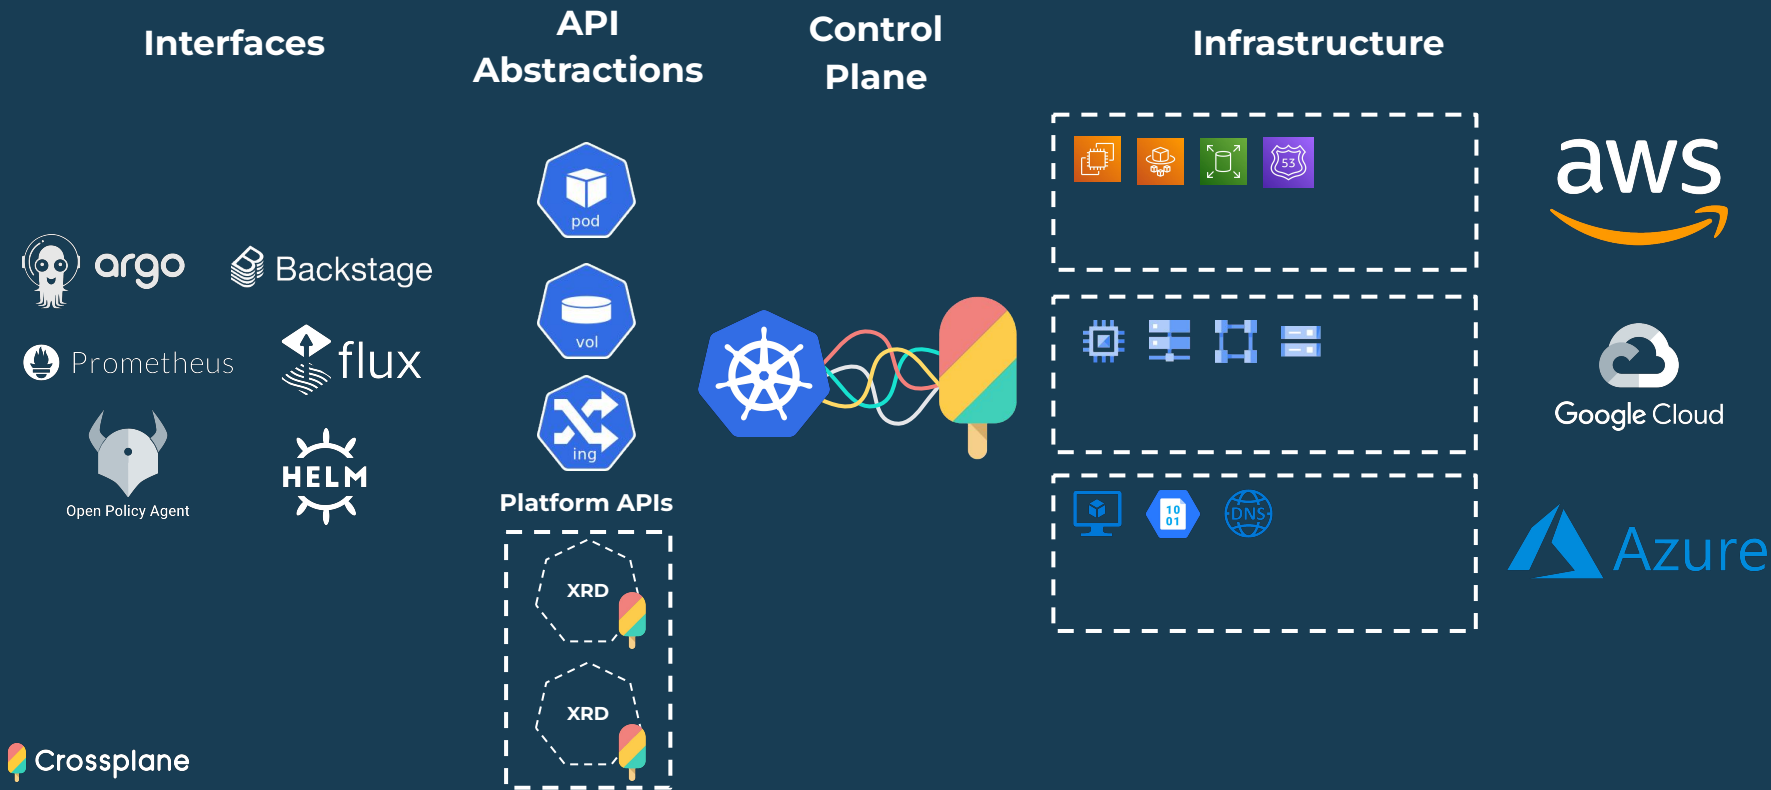 Interfaces
API
Abstractions
Control
Plane
Infrastructure
argo
Backstage
Prometheus
flux
Open Policy Agent
HELM
pod
vol
ing
Platform APIs
XRD
XRD
53
aws
Google Cloud
10
01
DNS
Azure
Crossplane